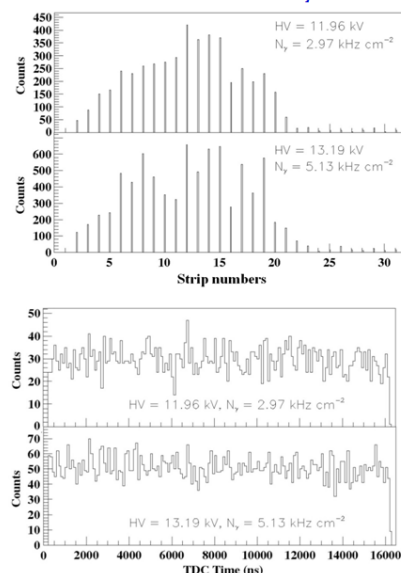 450
400
350
300
250
200
150
100
50
0
Counts
HV = 11.96 kV
Nγ = 2.97 kHz cm⁻²
600
500
400
300
200
100
0
Counts
HV = 13.19 kV
Nγ = 5.13 kHz cm⁻²
0 5 10 15 20 25 30
Strip numbers
50
40
30
20
10
0
Counts
HV = 11.96 kV, Nγ = 2.97 kHz cm⁻²
70
60
50
40
30
20
10
0
Counts
HV = 13.19 kV, Nγ = 5.13 kHz cm⁻²
0 2000 4000 6000 8000 10000 12000 14000 16000
TDC Time (ns)